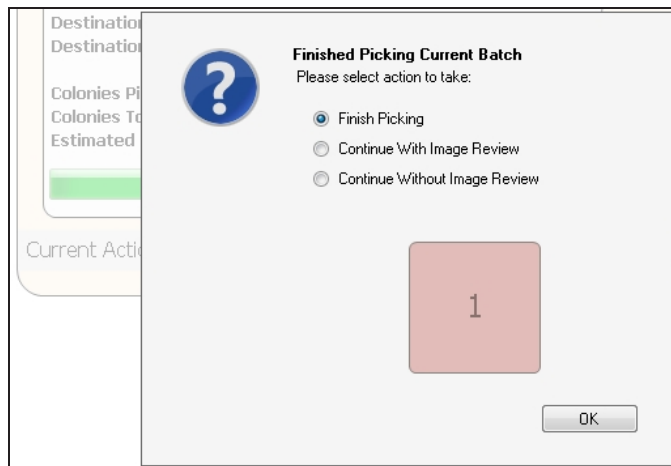 Destination
Destination
Colonies Pi
Colonies To
Estimated
Current Actio
Finished Picking Current Batch
Please select action to take:
Finish Picking
Continue With Image Review
Continue Without Image Review
1
OK